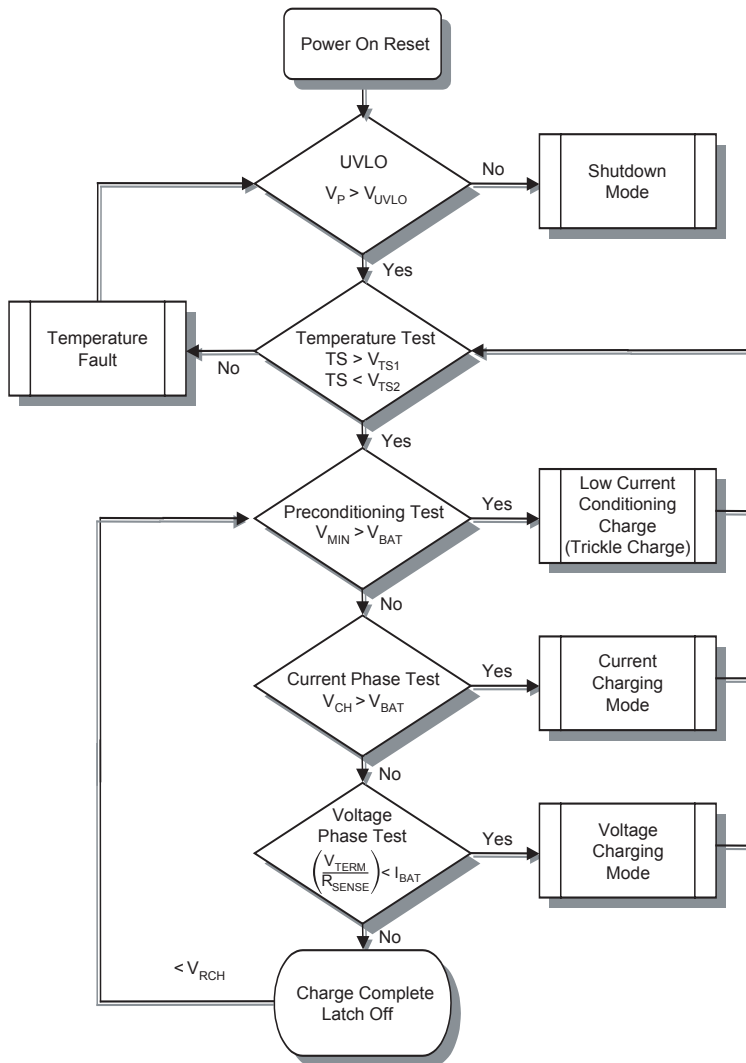 Power On Reset
UVLO
V_P > V_UVLO
No
Shutdown
Mode
Yes
Temperature
Fault
No
Temperature Test
TS > V_TS1
TS < V_TS2
Yes
Preconditioning Test
V_MIN > V_BAT
Yes
Low Current
Conditioning
Charge
(Trickle Charge)
No
Current Phase Test
V_CH > V_BAT
Yes
Current
Charging
Mode
No
Voltage
Phase Test
(V_TERM / R_SENSE) < I_BAT
Yes
Voltage
Charging
Mode
No
< V_RCH
Charge Complete
Latch Off